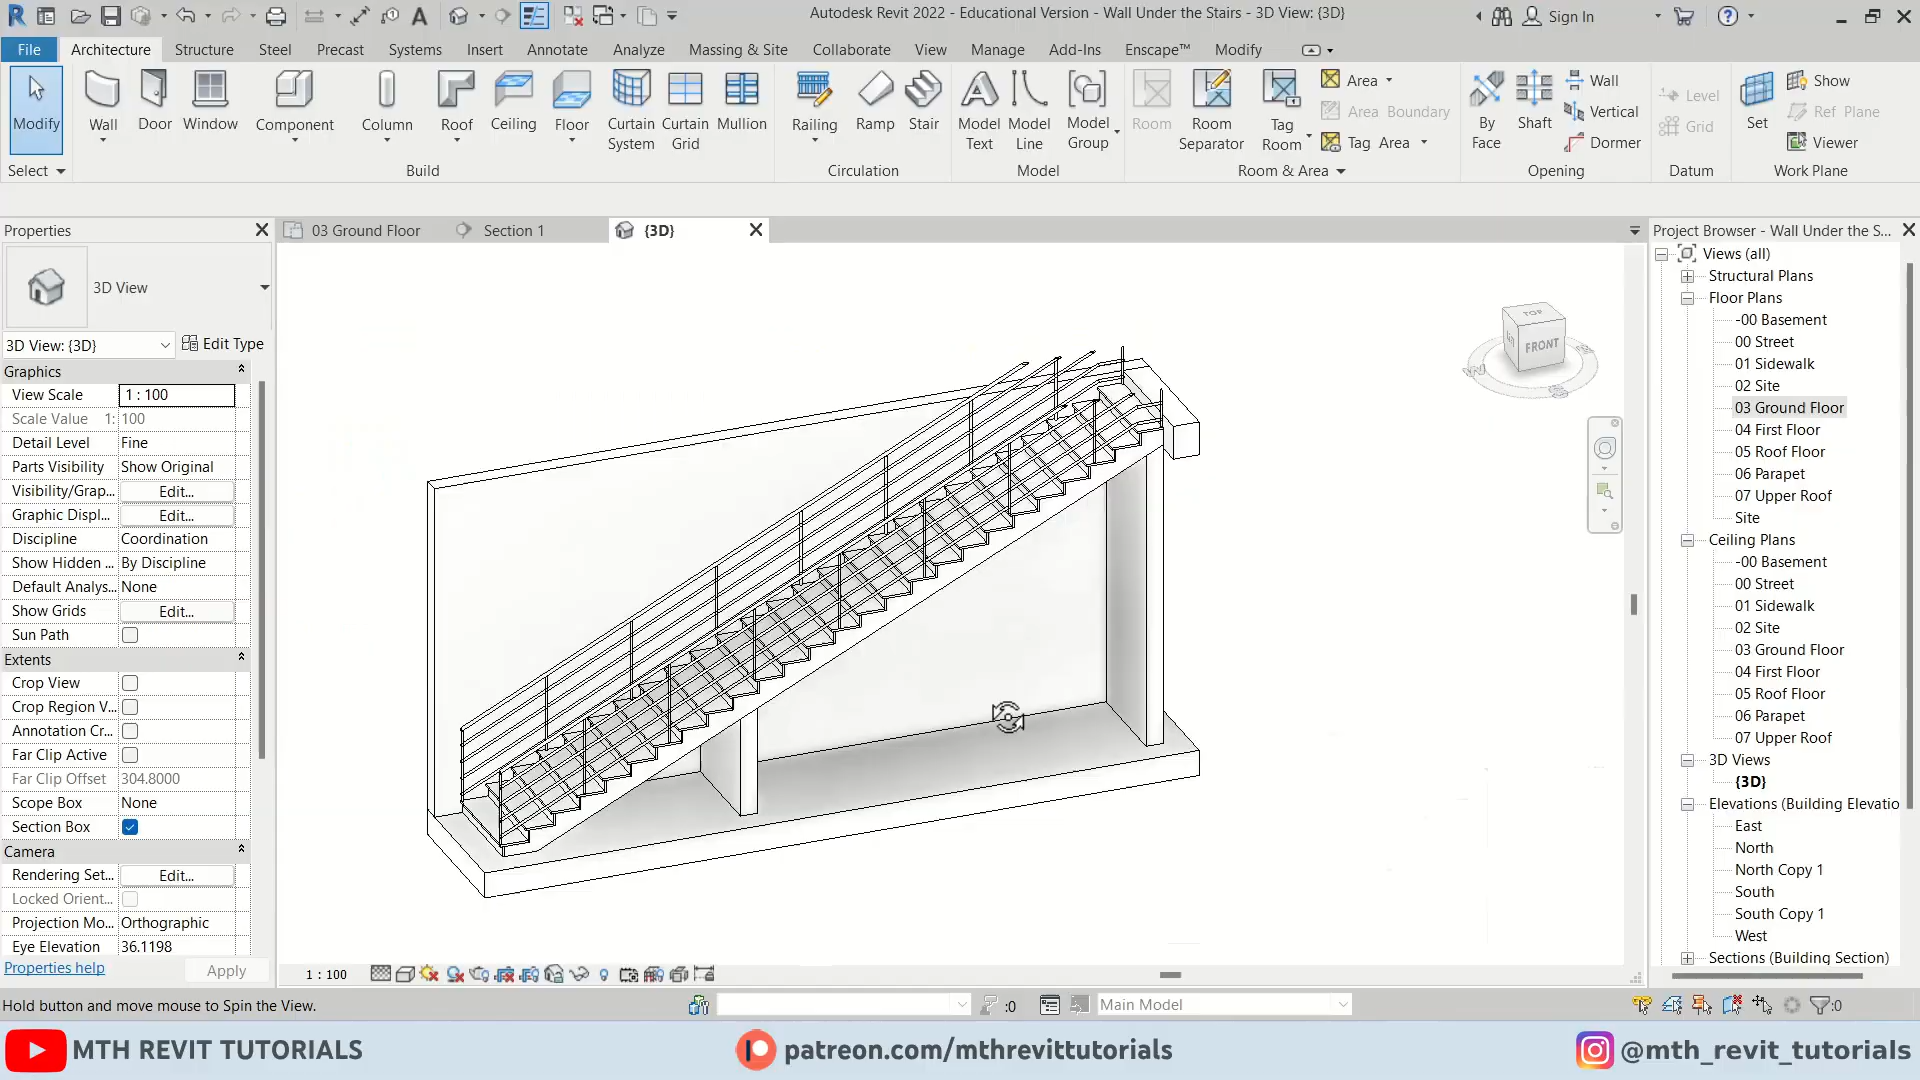 Autodesk Revit 2022 - Educational Version - Wall Under the Stairs - 3D View: {3D}
Sign In
File Architecture Structure Steel Precast Systems Insert Annotate Analyze Massing & Site Collaborate View Manage Add-Ins Enscape™ Modify
Modify
Wall
Door
Window
Component
Column
Roof
Ceiling
Floor
Curtain System
Curtain Grid
Mullion
Railing
Ramp
Stair
Model Text
Model Line
Model Group
Room
Room Separator
Tag Room
Area
Area Boundary
Tag Area
By Face
Shaft
Wall
Vertical
Dormer
Level
Grid
Set
Show
Ref Plane
Viewer
Select Build Circulation Model Room & Area Opening Datum Work Plane
Properties
03 Ground Floor
Section 1
{3D}
Project Browser - Wall Under the S...
3D View
3D View: {3D}
Edit Type
Graphics
View Scale 1 : 100
Scale Value 1: 100
Detail Level Fine
Parts Visibility Show Original
Visibility/Grap... Edit...
Graphic Displ... Edit...
Discipline Coordination
Show Hidden ... By Discipline
Default Analys... None
Show Grids Edit...
Sun Path
Extents
Crop View
Crop Region V...
Annotation Cr...
Far Clip Active
Far Clip Offset 304.8000
Scope Box None
Section Box
Camera
Rendering Set... Edit...
Locked Orient...
Projection Mo... Orthographic
Eye Elevation 36.1198
Properties help
Apply
TOP
FRONT
Views (all)
Structural Plans
Floor Plans
-00 Basement
00 Street
01 Sidewalk
02 Site
03 Ground Floor
04 First Floor
05 Roof Floor
06 Parapet
07 Upper Roof
Site
Ceiling Plans
-00 Basement
00 Street
01 Sidewalk
02 Site
03 Ground Floor
04 First Floor
05 Roof Floor
06 Parapet
07 Upper Roof
3D Views
{3D}
Elevations (Building Elevatio
East
North
North Copy 1
South
South Copy 1
West
Sections (Building Section)
1 : 100
Hold button and move mouse to Spin the View.
:0
Main Model
:0
MTH REVIT TUTORIALS
patreon.com/mthrevittutorials
@mth_revit_tutorials